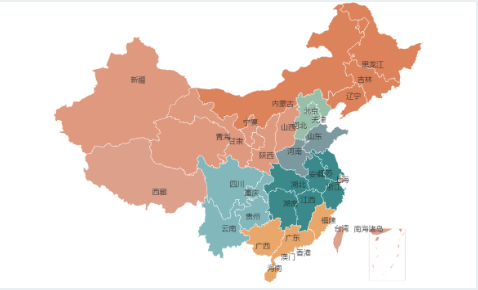 黑龙江
吉林
辽宁
新疆
内蒙古
北京
天津
宁夏
山西
河北
青海
甘肃
山东
陕西
河南
西藏
四川
湖北
安徽
江苏
上海
重庆
浙江
湖南
江西
贵州
云南
福建
台湾
南海诸岛
广西
广东
香港
澳门
海南